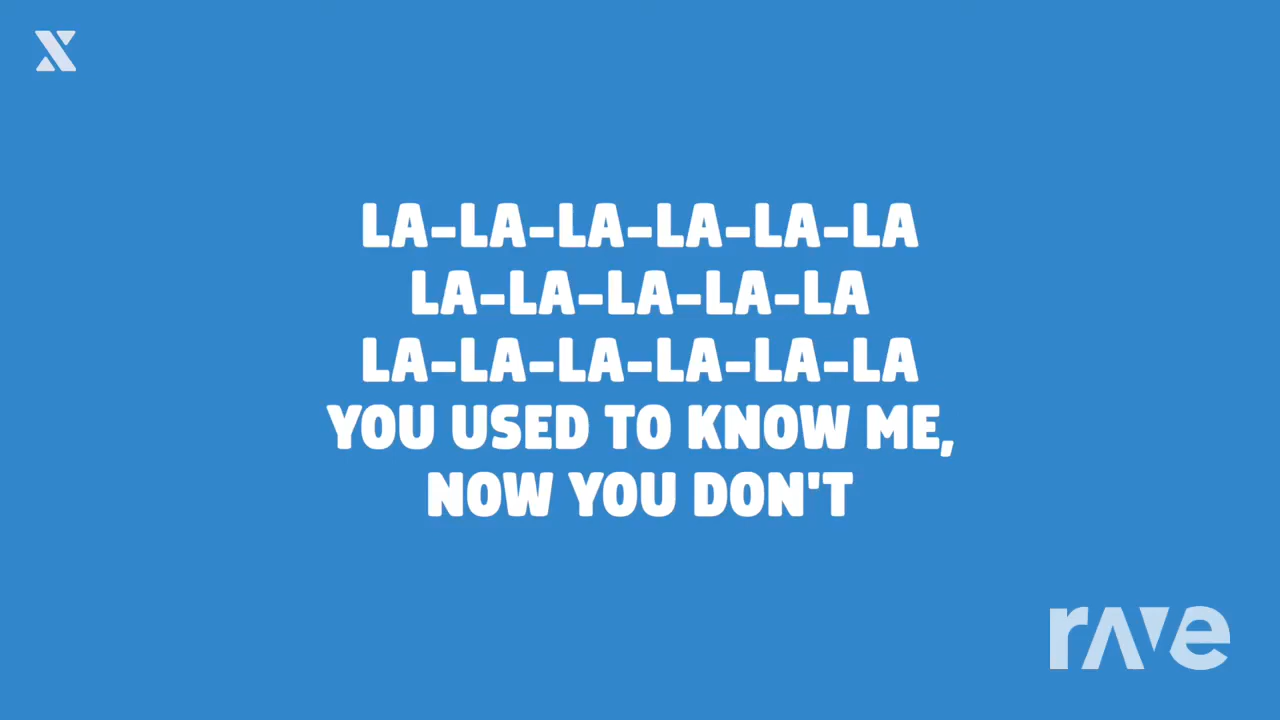 X
LA-LA-LA-LA-LA-LA
LA-LA-LA-LA-LA
LA-LA-LA-LA-LA-LA
YOU USED TO KNOW ME,
NOW YOU DON'T
rave